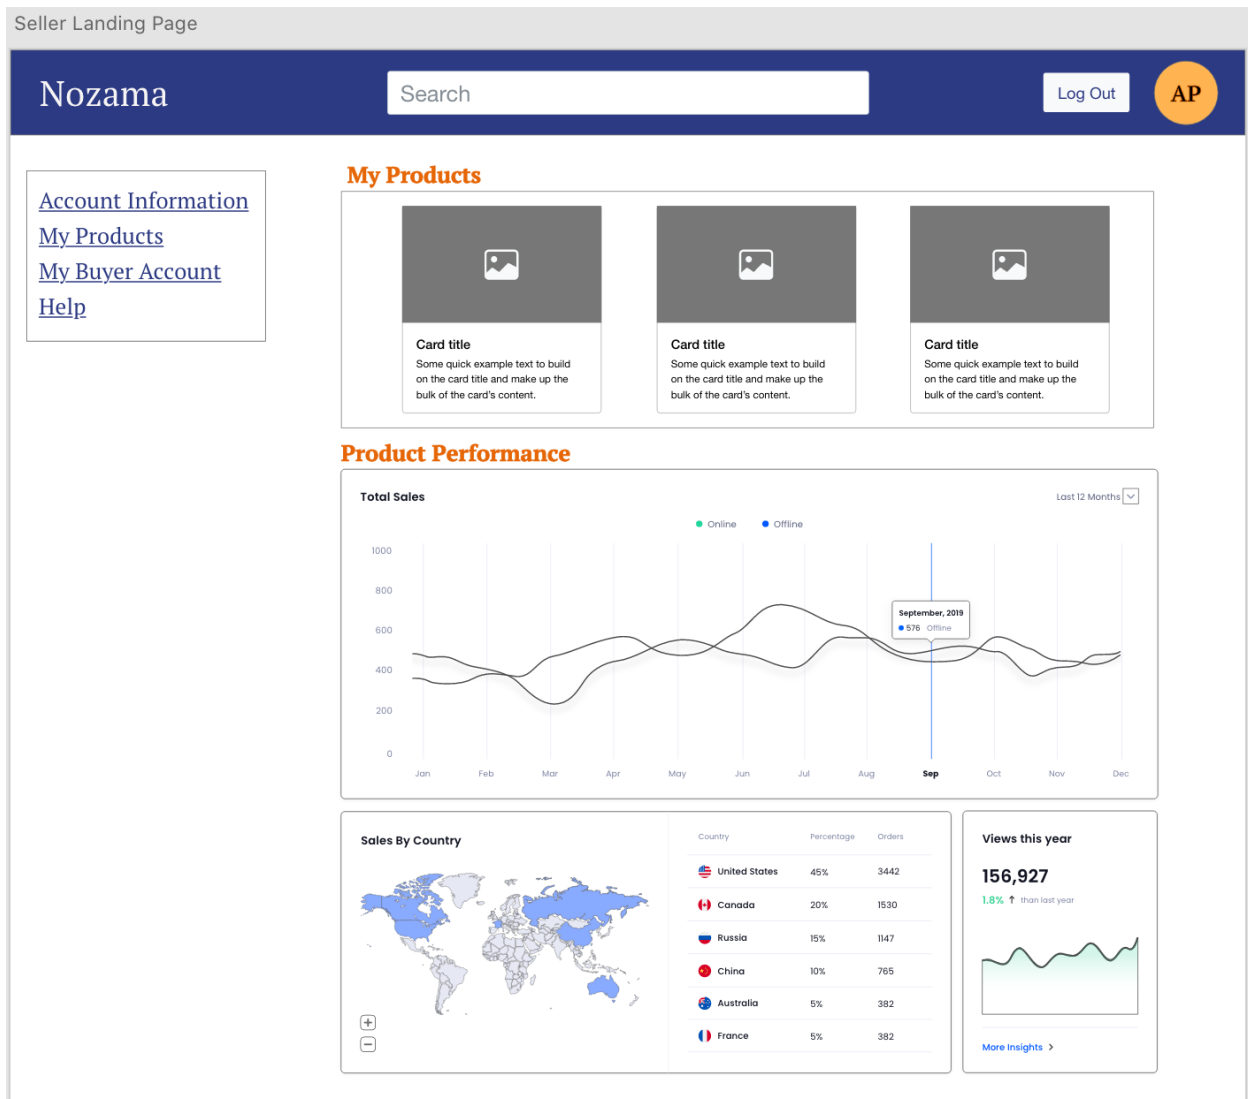 Seller Landing Page
Nozama
Search
Log Out
AP
Account Information
My Products
My Buyer Account
Help
My Products
Card title
Some quick example text to build
on the card title and make up the
bulk of the card's content.
Card title
Some quick example text to build
on the card title and make up the
bulk of the card's content.
Card title
Some quick example text to build
on the card title and make up the
bulk of the card's content.
Product Performance
Total Sales
Last 12 Months
Online
Offline
1000
800
600
400
200
0
September, 2019
576 Offline
Jan Feb Mar Apr May Jun Jul Aug Sep Oct Nov Dec
Sales By Country
Country Percentage Orders
United States 45% 3442
Canada 20% 1530
Russia 15% 1147
China 10% 765
Australia 5% 382
France 5% 382
Views this year
156,927
1.8% than last year
More Insights